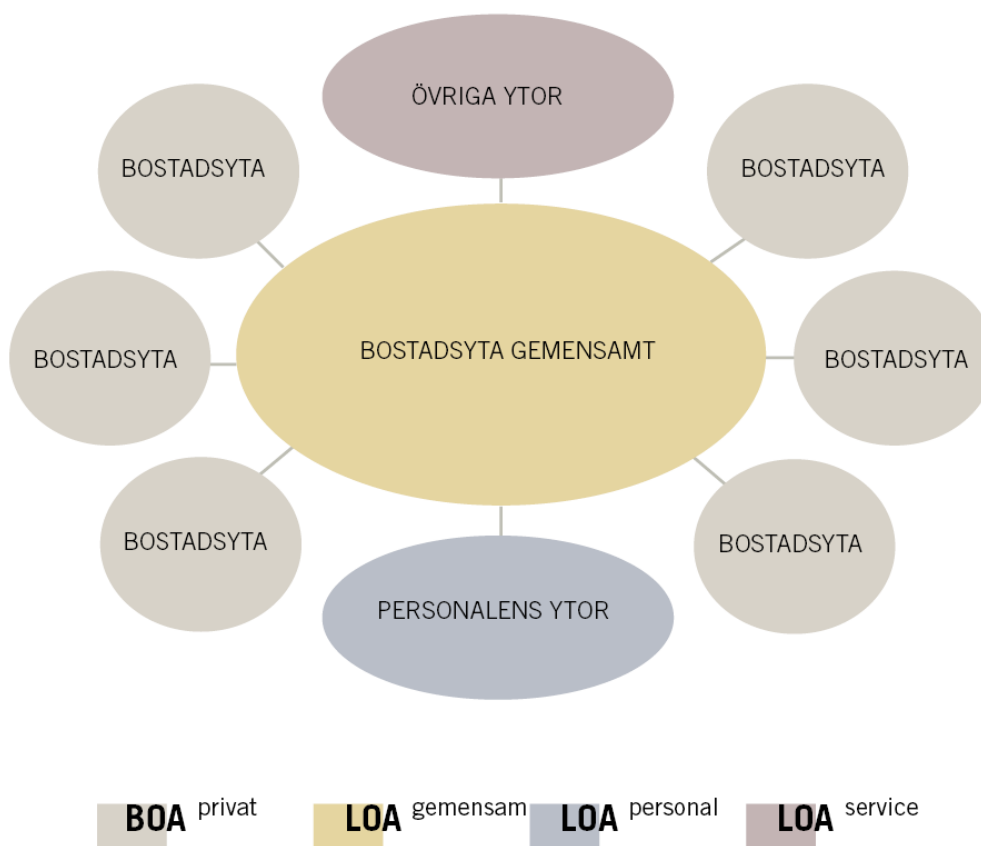 ÖVRIGA YTOR
BOSTADSYTA
BOSTADSYTA
BOSTADSYTA
BOSTADSYTA GEMENSAMT
BOSTADSYTA
BOSTADSYTA
BOSTADSYTA
PERSONALENS YTOR
BOA privat
LOA gemensam
LOA personal
LOA service